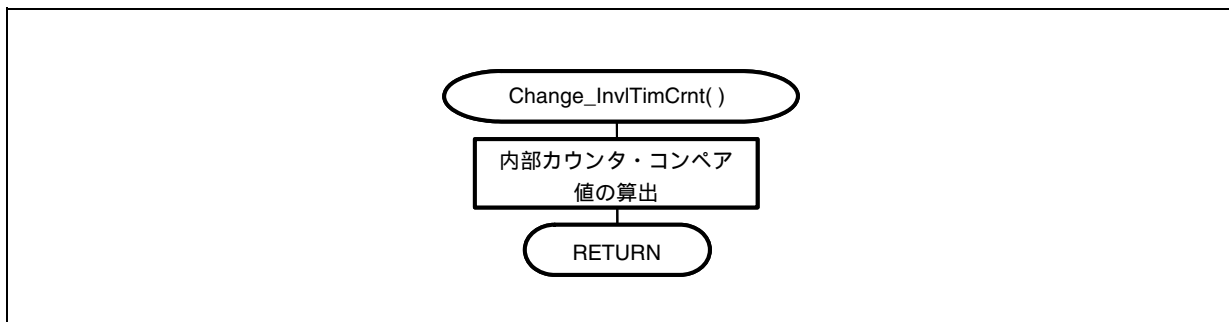 Change_InvlTimCrnt( )
内部カウンタ・コンペア
値の算出
RETURN